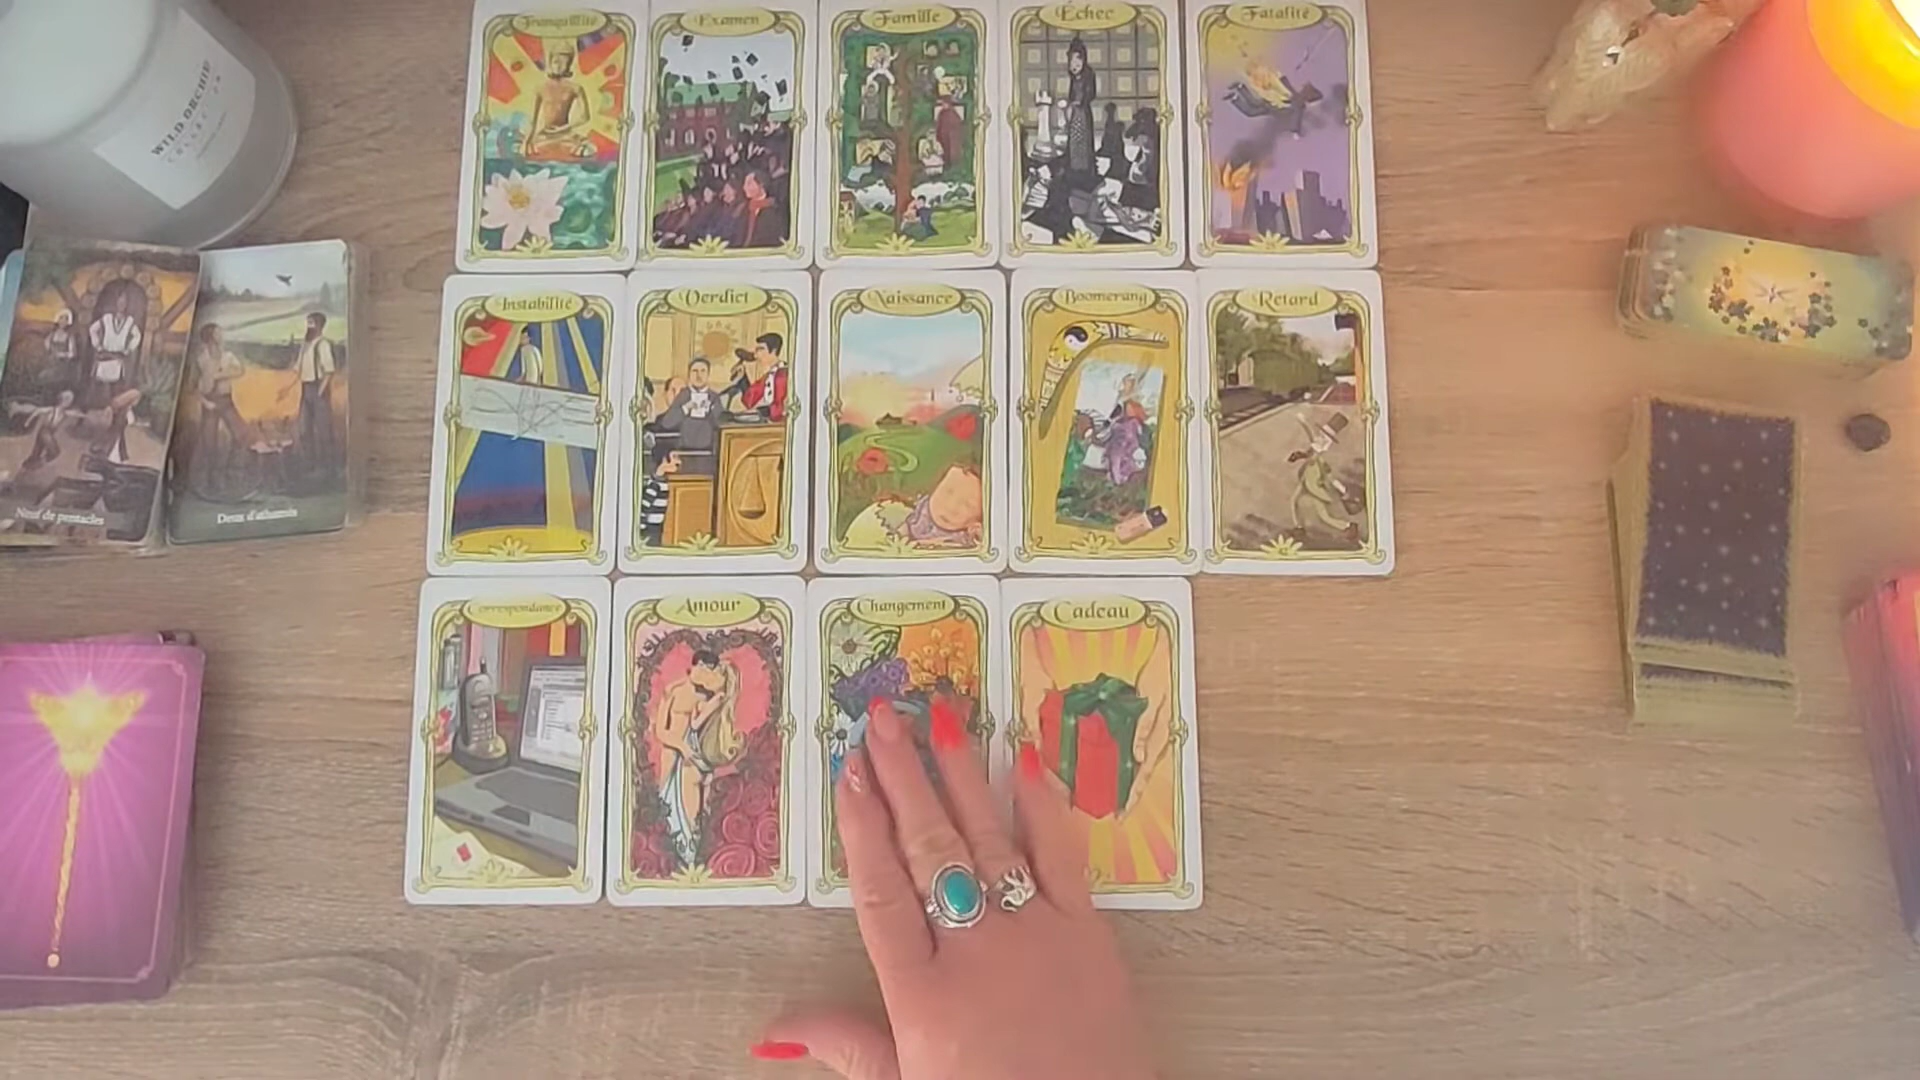 Tranquillité
Examen
Famille
Échec
Fatalité
WILD ORCHID
Instabilité
Verdict
Naissance
Boomerang
Retard
Neuf de pentacles
Deux d'athamés
Correspondance
Amour
Changement
Cadeau